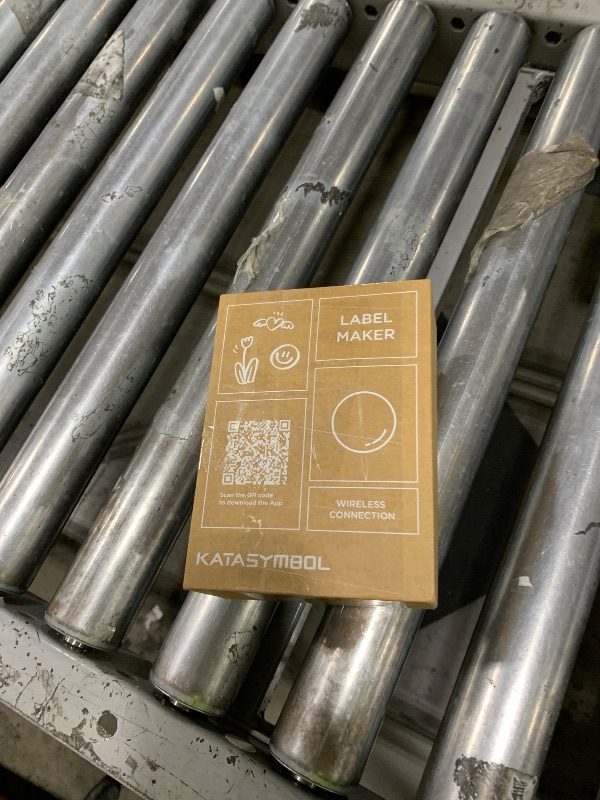 LABEL
MAKER
Scan the QR code
to download the App
WIRELESS
CONNECTION
KATASYMBOL